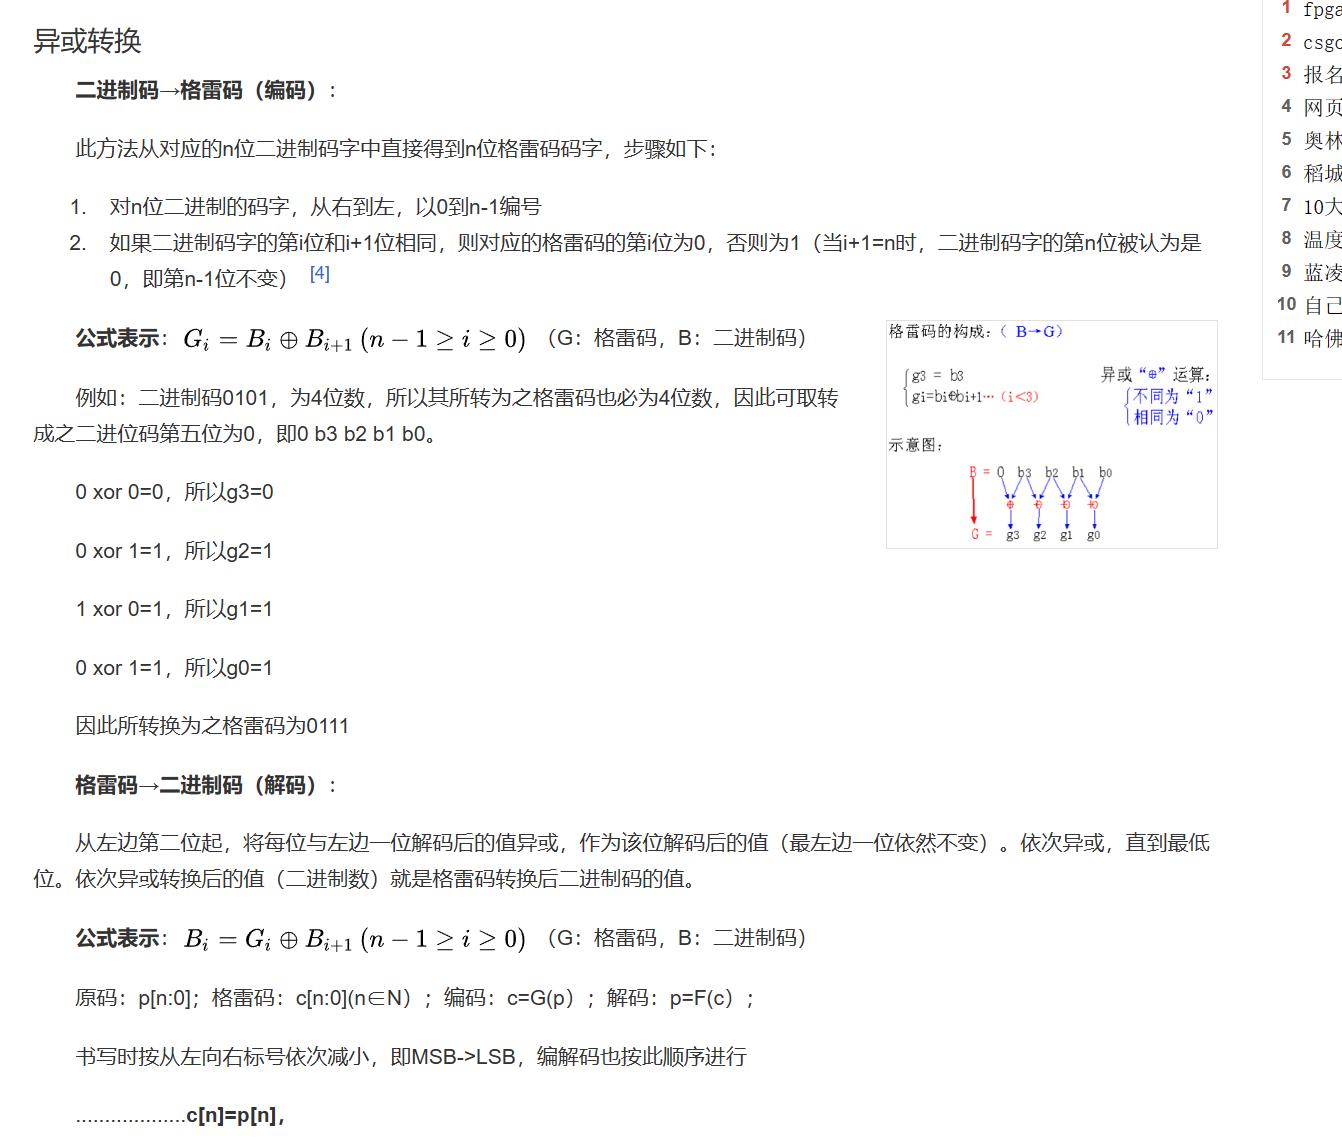 异或转换
二进制码→格雷码（编码）:
此方法从对应的n位二进制码字中直接得到n位格雷码码字，步骤如下：
1. 对n位二进制的码字，从右到左，以0到n-1编号
2. 如果二进制码字的第i位和i+1位相同，则对应的格雷码的第i位为0，否则为1（当i+1=n时，二进制码字的第n位被认为是
0，即第n-1位不变） [4]
公式表示： G_i = B_i ⊕ B_{i+1} (n − 1 ≥ i ≥ 0) （G：格雷码，B：二进制码）
例如：二进制码0101，为4位数，所以其所转为之格雷码也必为4位数，因此可取转
成之二进位码第五位为0，即0 b3 b2 b1 b0。
0 xor 0=0，所以g3=0
0 xor 1=1，所以g2=1
1 xor 0=1，所以g1=1
0 xor 1=1，所以g0=1
因此所转换为之格雷码为0111
格雷码的构成：（ B→G）
g3 = b3
gi=bi⊕bi+1…（i<3）
异或“⊕”运算：
不同为“1”
相同为“0”
示意图：
B = 0 b3 b2 b1 b0
G = g3 g2 g1 g0
格雷码→二进制码（解码）:
从左边第二位起，将每位与左边一位解码后的值异或，作为该位解码后的值（最左边一位依然不变）。依次异或，直到最低
位。依次异或转换后的值（二进制数）就是格雷码转换后二进制码的值。
公式表示： B_i = G_i ⊕ B_{i+1} (n − 1 ≥ i ≥ 0) （G：格雷码，B：二进制码）
原码：p[n:0]；格雷码：c[n:0](n∈N）；编码：c=G(p）；解码：p=F(c）；
书写时按从左向右标号依次减小，即MSB->LSB，编解码也按此顺序进行
...................c[n]=p[n]，
1 fpga
2 csgo
3 报名
4 网页
5 奥林
6 稻城
7 10大
8 温度
9 蓝凌
10 自己
11 哈佛